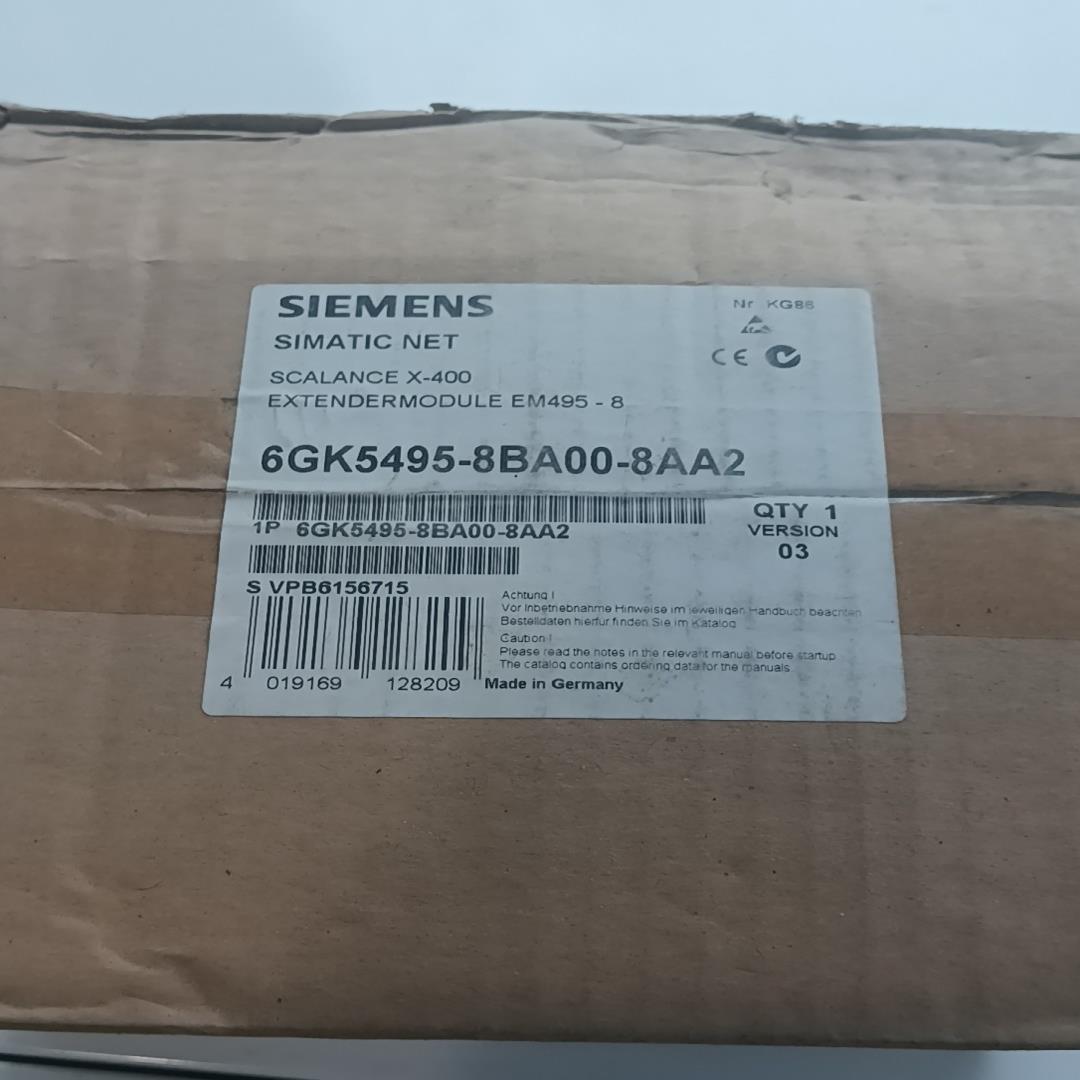 SIEMENS
Nr KG86
SIMATIC NET
CE
SCALANCE X-400
EXTENDERMODULE EM495 - 8
6GK5495-8BA00-8AA2
1P 6GK5495-8BA00-8AA2
QTY 1
VERSION
03
S VPB6156715
Achtung !
Vor Inbetriebnahme Hinweise im jeweiligen Handbuch beachten
Bestelldaten hierfür finden Sie im Katalog
Caution !
Please read the notes in the relevant manual before startup
The catalog contains ordering data for the manuals
4 019169 128209
Made in Germany